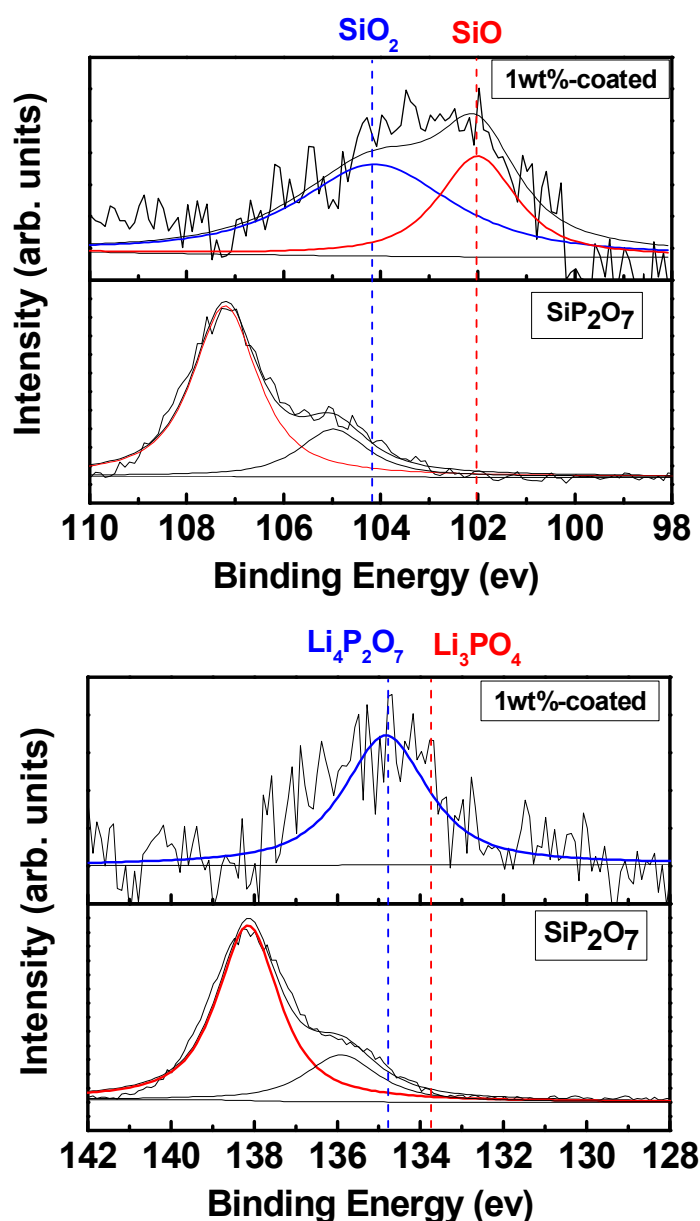 SiO₂ SiO
1wt%-coated
SiP₂O₇
Intensity (arb. units)
110 108 106 104 102 100 98
Binding Energy (ev)
Li₄P₂O₇ Li₃PO₄
1wt%-coated
SiP₂O₇
Intensity (arb. units)
142 140 138 136 134 132 130 128
Binding Energy (ev)